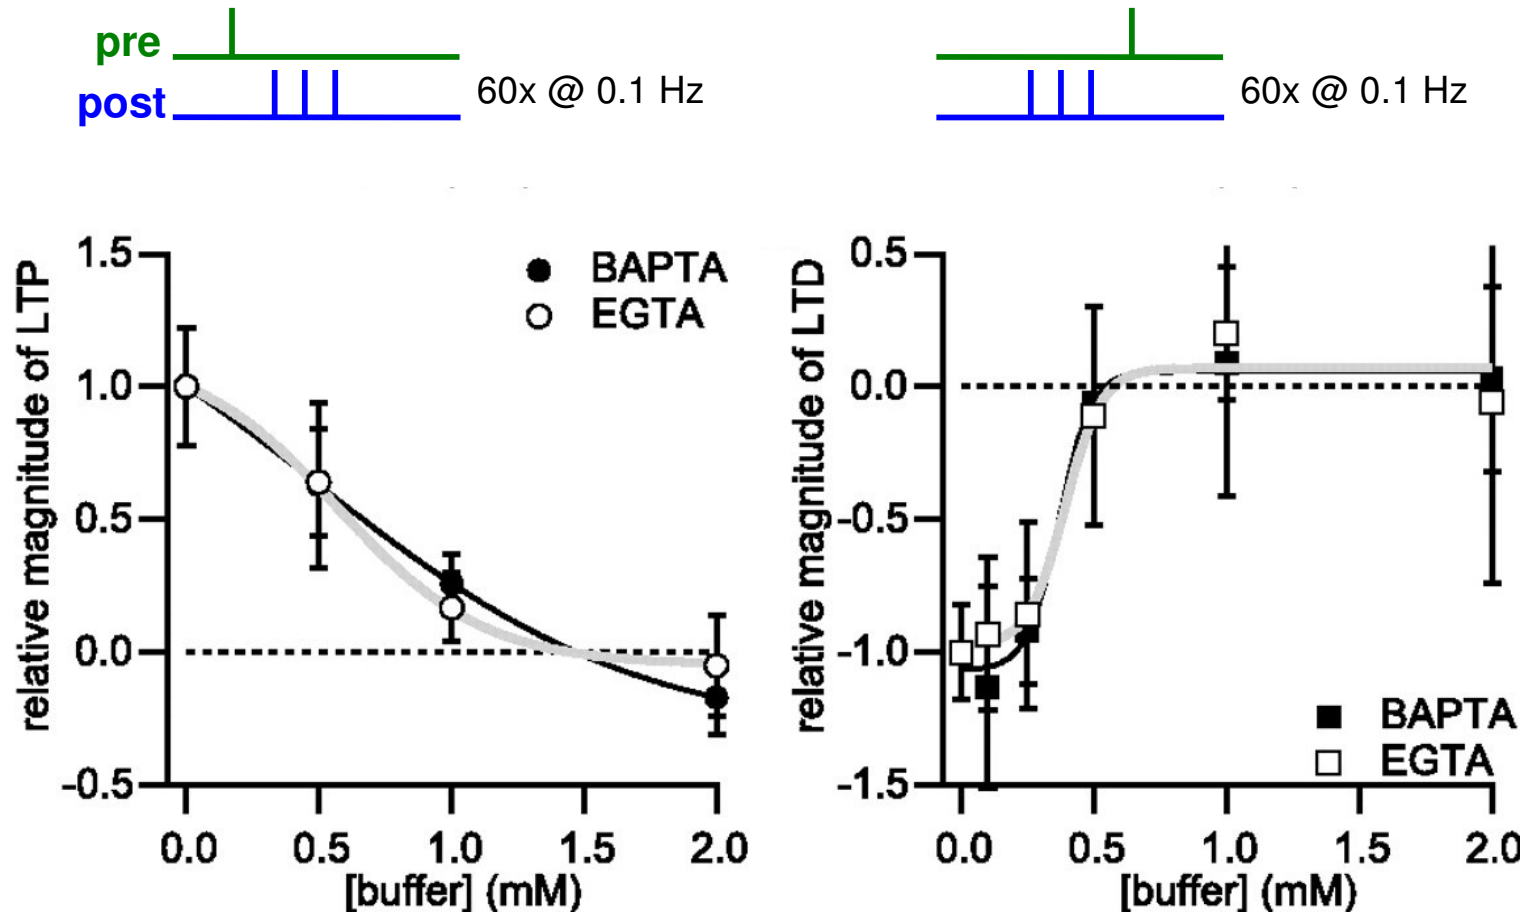 pre
post
60x @ 0.1 Hz
60x @ 0.1 Hz
relative magnitude of LTP
1.5
1.0
0.5
0.0
-0.5
BAPTA
EGTA
0.0 0.5 1.0 1.5 2.0
[buffer] (mM)
relative magnitude of LTD
0.5
0.0
-0.5
-1.0
-1.5
BAPTA
EGTA
0.0 0.5 1.0 1.5 2.0
[buffer] (mM)